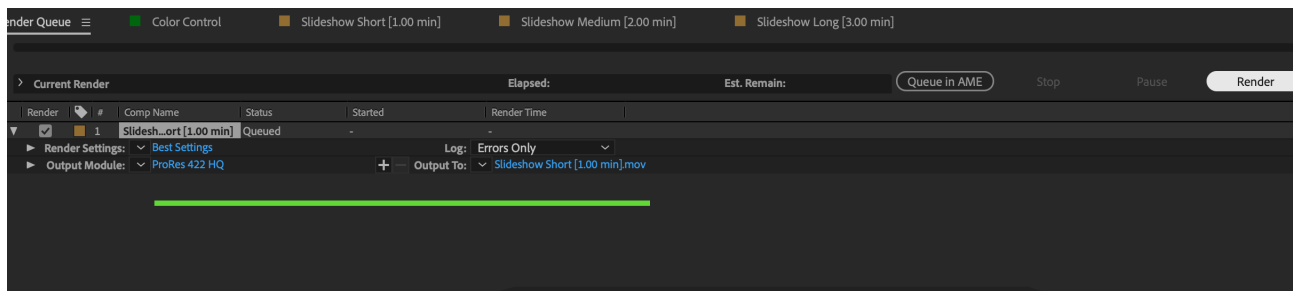 ender Queue ☰ Color Control Slideshow Short [1.00 min] Slideshow Medium [2.00 min] Slideshow Long [3.00 min]
Current Render Elapsed: Est. Remain: Queue in AME Stop Pause Render
Render # Comp Name Status Started Render Time
1 Slidesh...ort [1.00 min] Queued - -
Render Settings: Best Settings Log: Errors Only
Output Module: ProRes 422 HQ + – Output To: Slideshow Short [1.00 min].mov